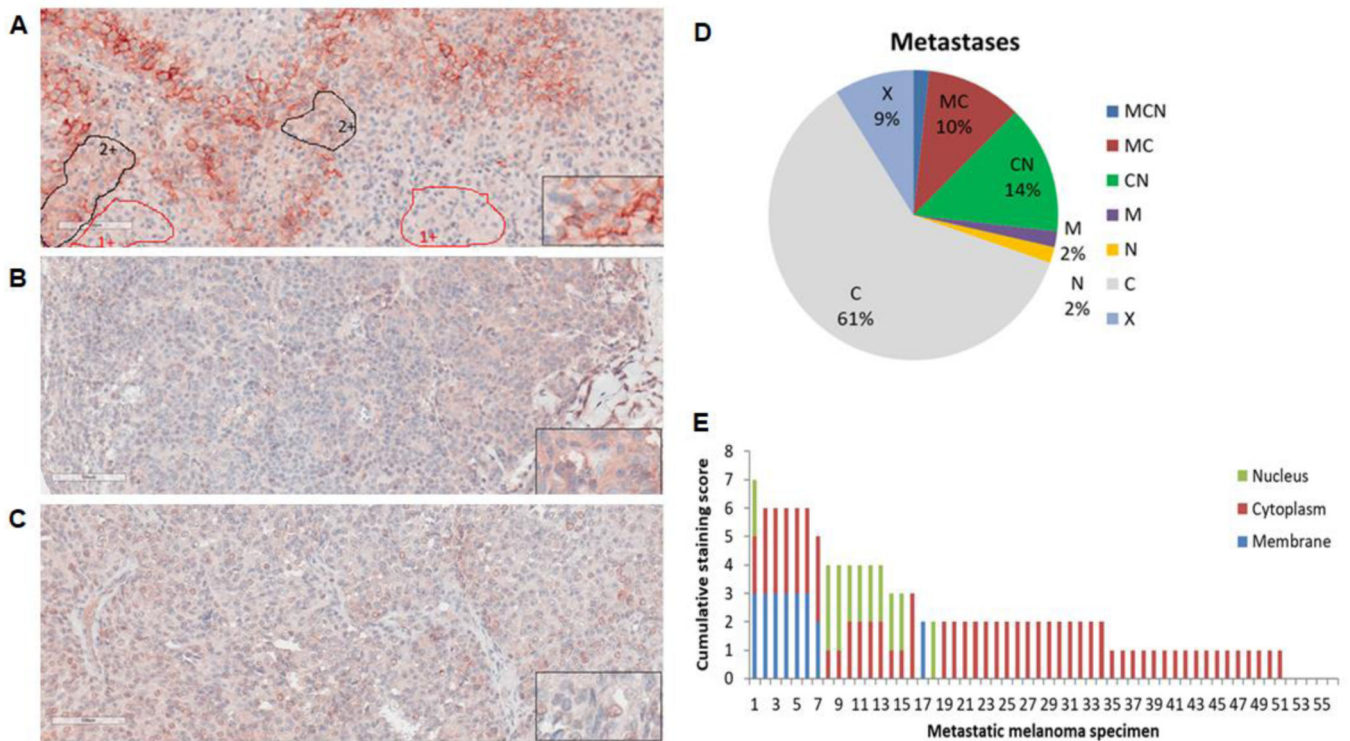 A
2+
2+
1+
1+
B
C
D
Metastases
X
9%
MC
10%
CN
14%
M
2%
N
2%
C
61%
MCN
MC
CN
M
N
C
X
E
Cumulative staining score
8
7
6
5
4
3
2
1
0
Nucleus
Cytoplasm
Membrane
1 3 5 7 9 11 13 15 17 19 21 23 25 27 29 31 33 35 37 39 41 43 45 47 49 51 53 55
Metastatic melanoma specimen